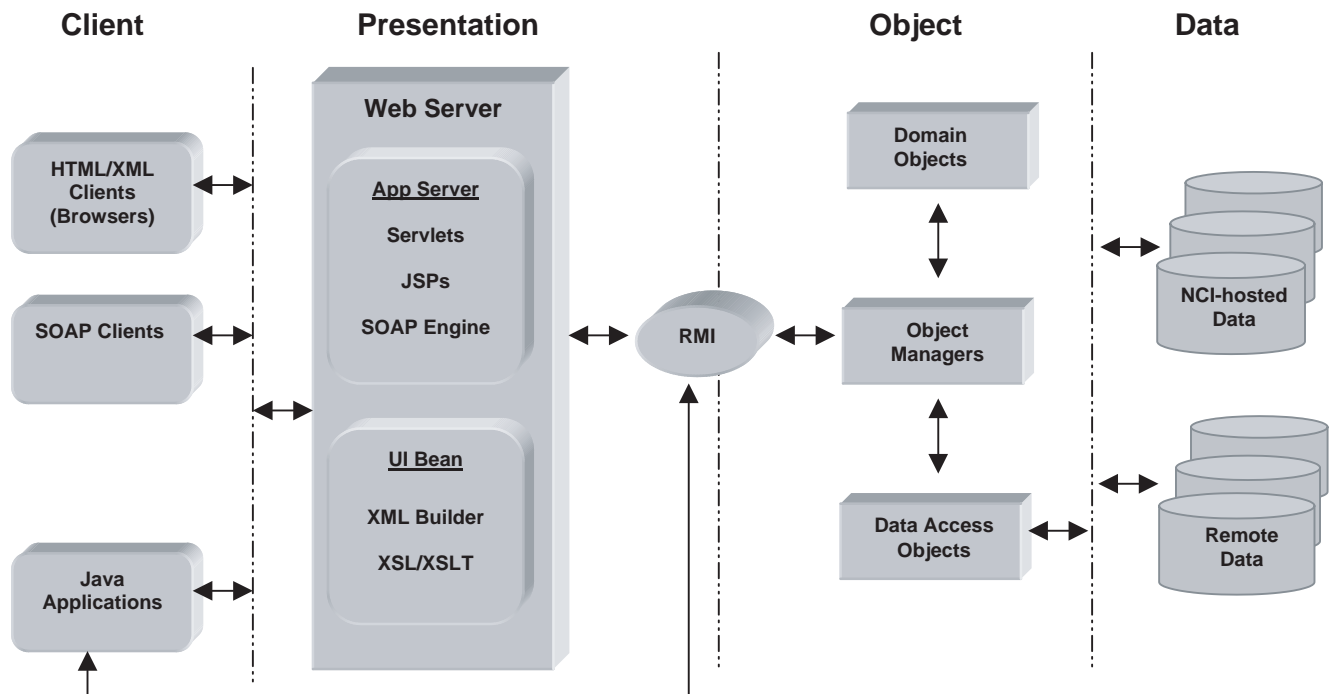 Client
Presentation
Object
Data
HTML/XML
Clients
(Browsers)
SOAP Clients
Java
Applications
Web Server
App Server
Servlets
JSPs
SOAP Engine
UI Bean
XML Builder
XSL/XSLT
RMI
Domain
Objects
Object
Managers
Data Access
Objects
NCI-hosted
Data
Remote
Data